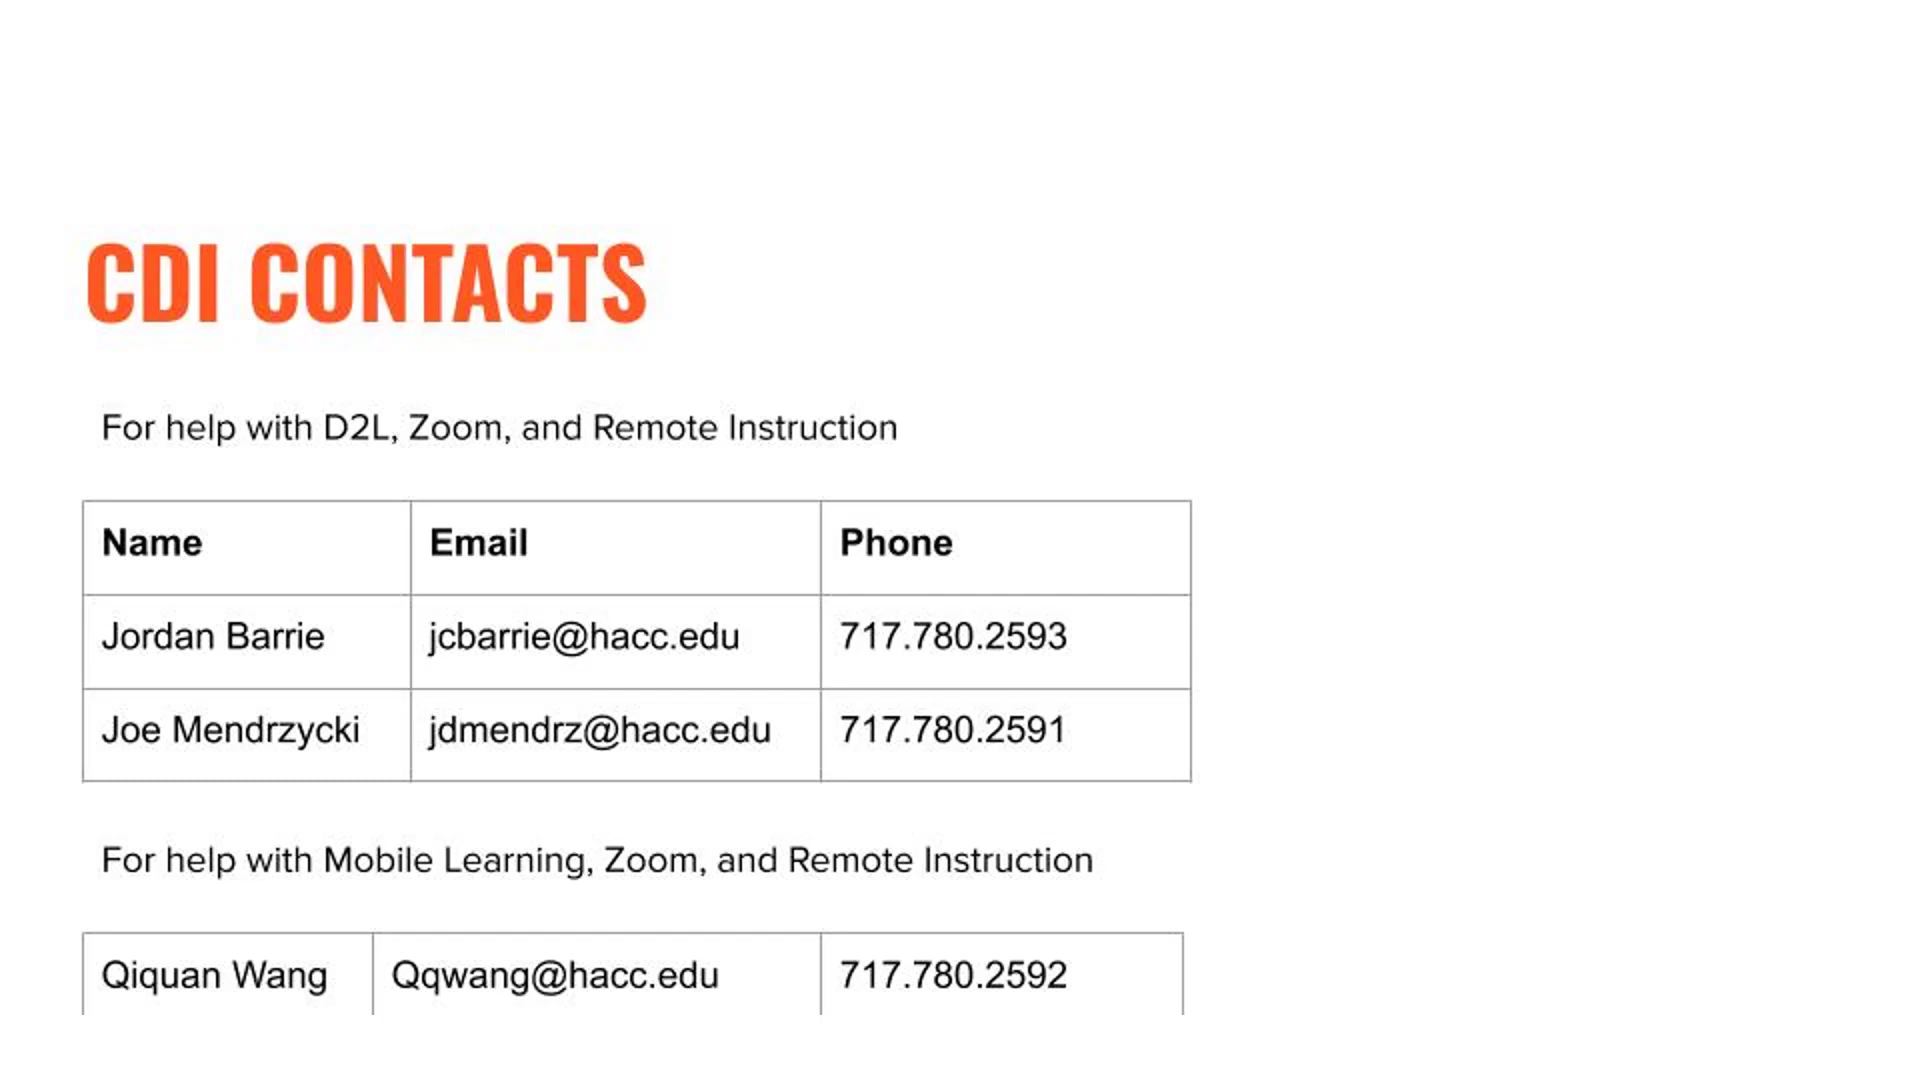 CDI CONTACTS
For help with D2L, Zoom, and Remote Instruction
Name Email Phone
Jordan Barrie jcbarrie@hacc.edu 717.780.2593
Joe Mendrzycki jdmendrz@hacc.edu 717.780.2591
For help with Mobile Learning, Zoom, and Remote Instruction
Qiquan Wang Qqwang@hacc.edu 717.780.2592